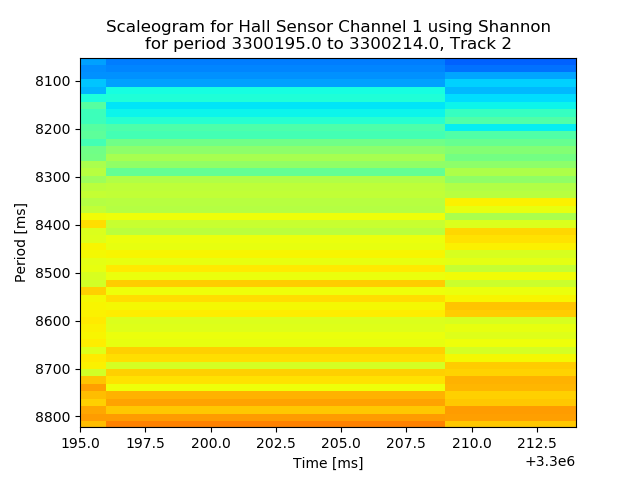 Scaleogram for Hall Sensor Channel 1 using Shannon
for period 3300195.0 to 3300214.0, Track 2
8100
8200
8300
8400
8500
8600
8700
8800
Period [ms]
195.0 197.5 200.0 202.5 205.0 207.5 210.0 212.5
Time [ms]
+3.3e6